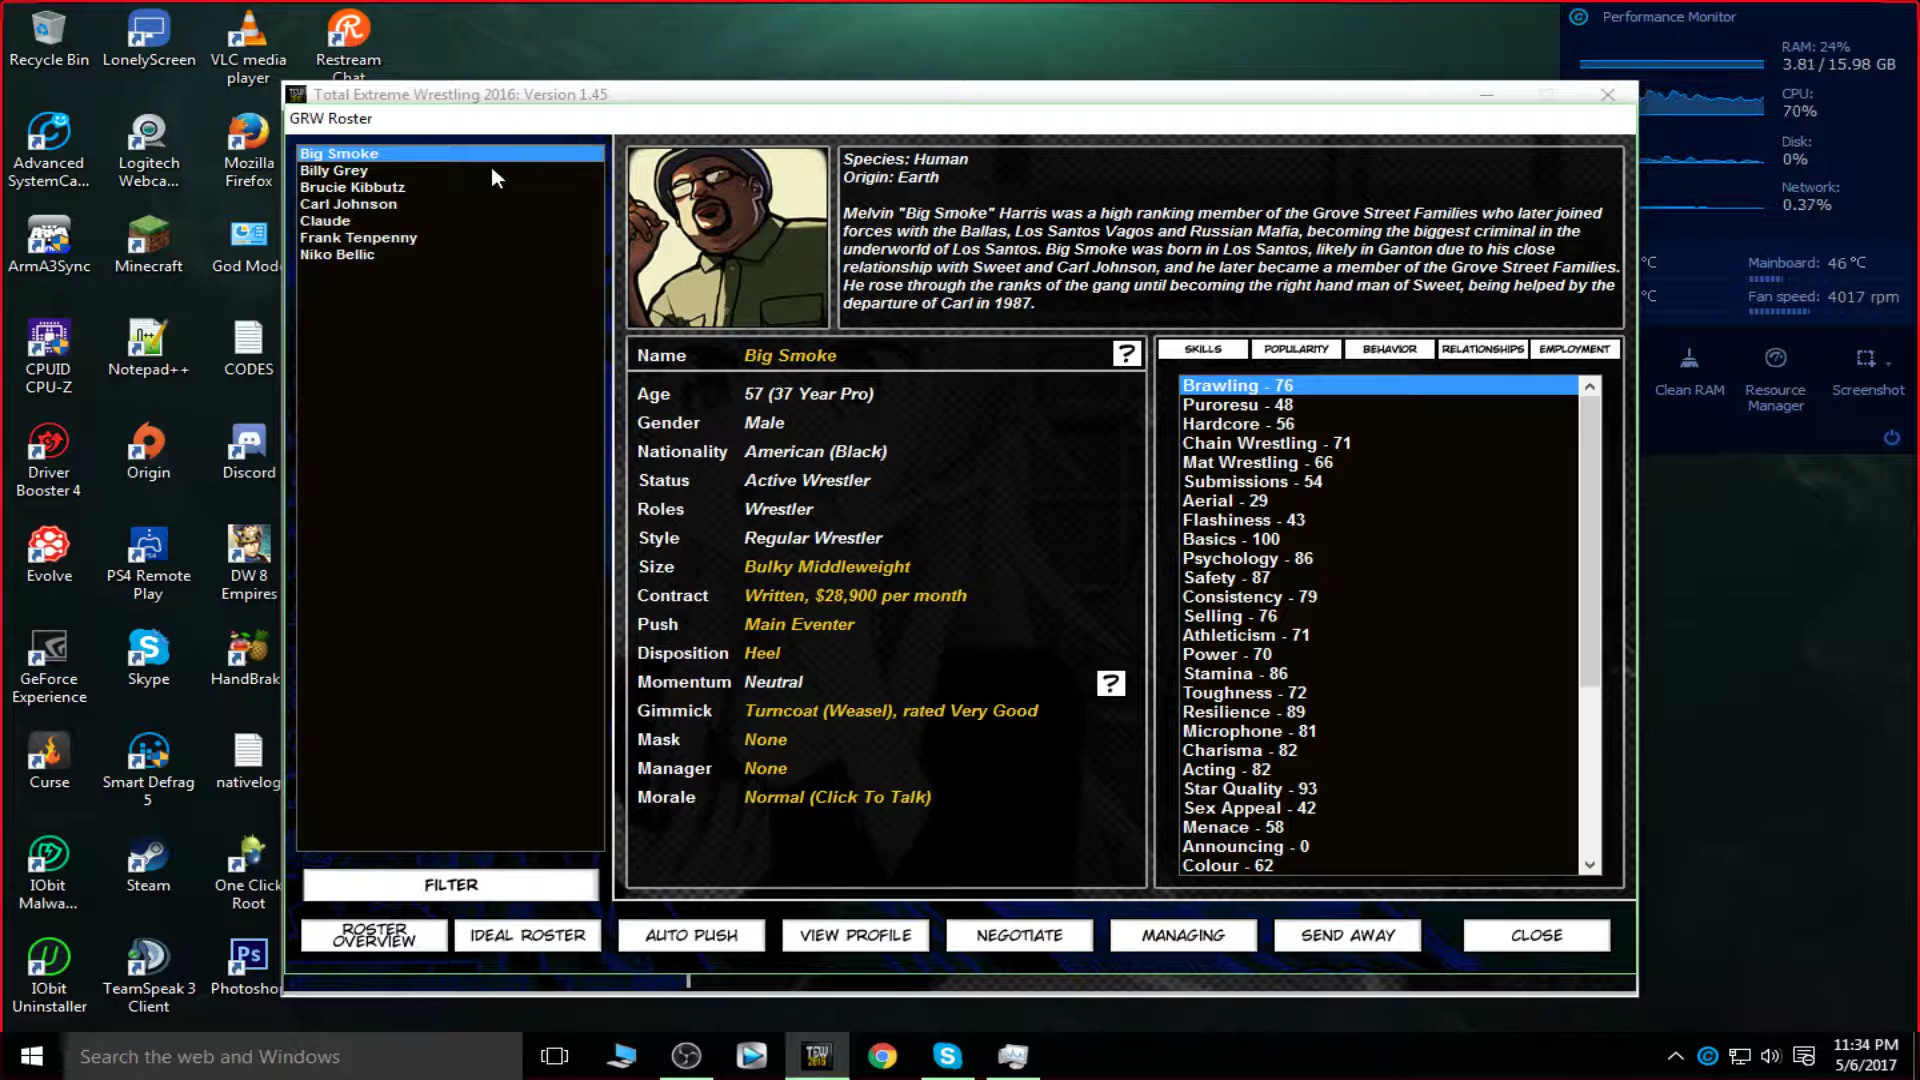 Recycle Bin
LonelyScreen
VLC media
player
Restream
Chat
Advanced
SystemCa...
Logitech
Webca...
Mozilla
Firefox
ArmA3Sync
Minecraft
God Mod
CPUID
CPU-Z
Notepad++
CODES
Driver
Booster 4
Origin
Discord
Evolve
PS4 Remote
Play
DW 8
Empires
GeForce
Experience
Skype
HandBrak
Curse
Smart Defrag
5
nativelog
IObit
Malwa...
Steam
One Click
Root
IObit
Uninstaller
TeamSpeak 3
Client
Ps
Photosho
Total Extreme Wrestling 2016: Version 1.45
GRW Roster
Big Smoke
Billy Grey
Brucie Kibbutz
Carl Johnson
Claude
Frank Tenpenny
Niko Bellic
FILTER
Species: Human
Origin: Earth
Melvin "Big Smoke" Harris was a high ranking member of the Grove Street Families who later joined
forces with the Ballas, Los Santos Vagos and Russian Mafia, becoming the biggest criminal in the
underworld of Los Santos. Big Smoke was born in Los Santos, likely in Ganton due to his close
relationship with Sweet and Carl Johnson, and he later became a member of the Grove Street Families.
He rose through the ranks of the gang until becoming the right hand man of Sweet, being helped by the
departure of Carl in 1987.
Name Big Smoke ?
Age 57 (37 Year Pro)
Gender Male
Nationality American (Black)
Status Active Wrestler
Roles Wrestler
Style Regular Wrestler
Size Bulky Middleweight
Contract Written, $28,900 per month
Push Main Eventer
Disposition Heel
Momentum Neutral ?
Gimmick Turncoat (Weasel), rated Very Good
Mask None
Manager None
Morale Normal (Click To Talk)
SKILLS POPULARITY BEHAVIOR RELATIONSHIPS EMPLOYMENT
Brawling - 76
Puroresu - 48
Hardcore - 56
Chain Wrestling - 71
Mat Wrestling - 66
Submissions - 54
Aerial - 29
Flashiness - 43
Basics - 100
Psychology - 86
Safety - 87
Consistency - 79
Selling - 76
Athleticism - 71
Power - 70
Stamina - 86
Toughness - 72
Resilience - 89
Microphone - 81
Charisma - 82
Acting - 82
Star Quality - 93
Sex Appeal - 42
Menace - 58
Announcing - 0
Colour - 62
ROSTER
OVERVIEW
IDEAL ROSTER
AUTO PUSH
VIEW PROFILE
NEGOTIATE
MANAGING
SEND AWAY
CLOSE
Performance Monitor
RAM: 24%
3.81 / 15.98 GB
CPU:
70%
Disk:
0%
Network:
0.37%
°C Mainboard: 46 °C
°C Fan speed: 4017 rpm
Clean RAM
Resource
Manager
Screenshot
Search the web and Windows
11:34 PM
5/6/2017